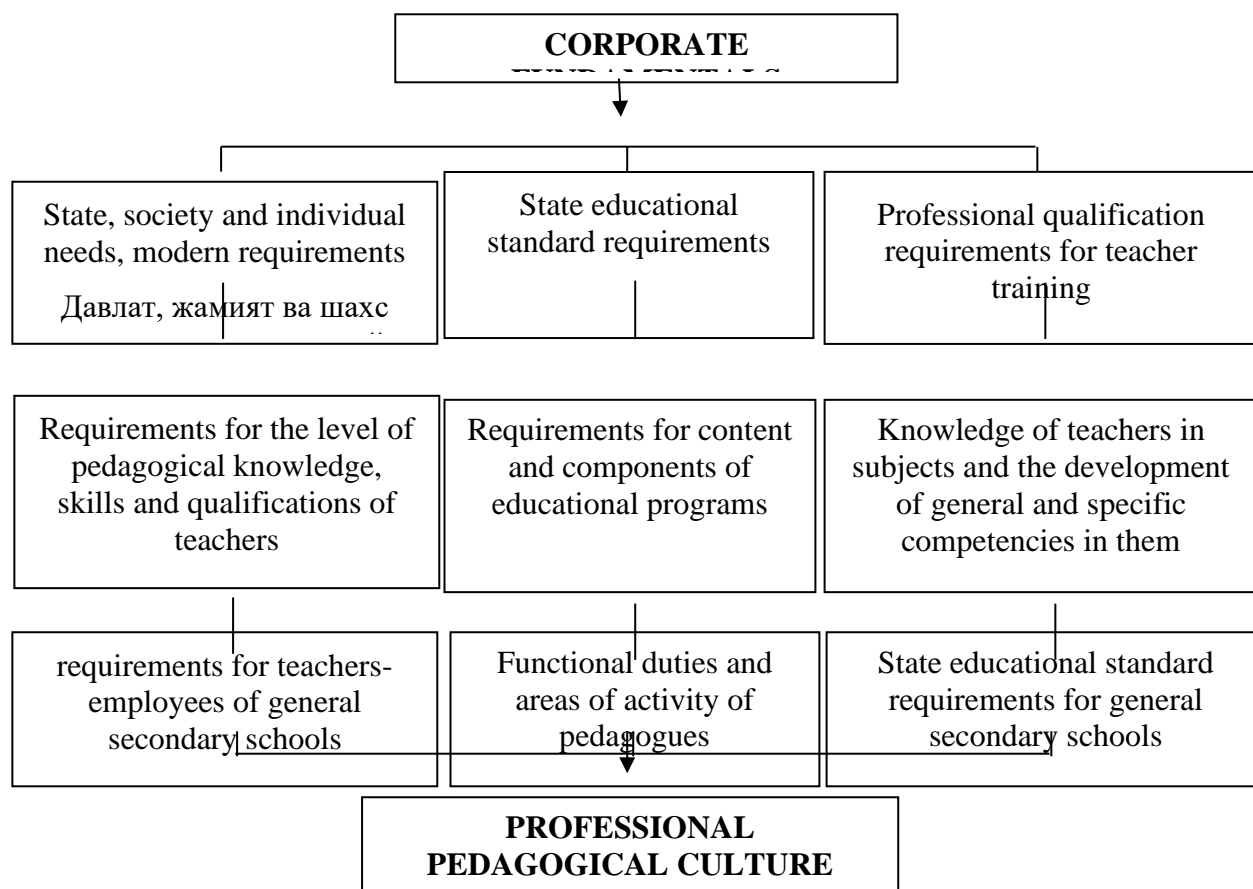 CORPORATE
FUNDAMENTALS
State, society and individual
needs, modern requirements
Давлат, жамият ва шахс
State educational
standard requirements
Professional qualification
requirements for teacher
training
Requirements for the level of
pedagogical knowledge,
skills and qualifications of
teachers
Requirements for content
and components of
educational programs
Knowledge of teachers in
subjects and the development
of general and specific
competencies in them
requirements for teachers-
employees of general
secondary schools
Functional duties and
areas of activity of
pedagogues
State educational standard
requirements for general
secondary schools
PROFESSIONAL
PEDAGOGICAL CULTURE